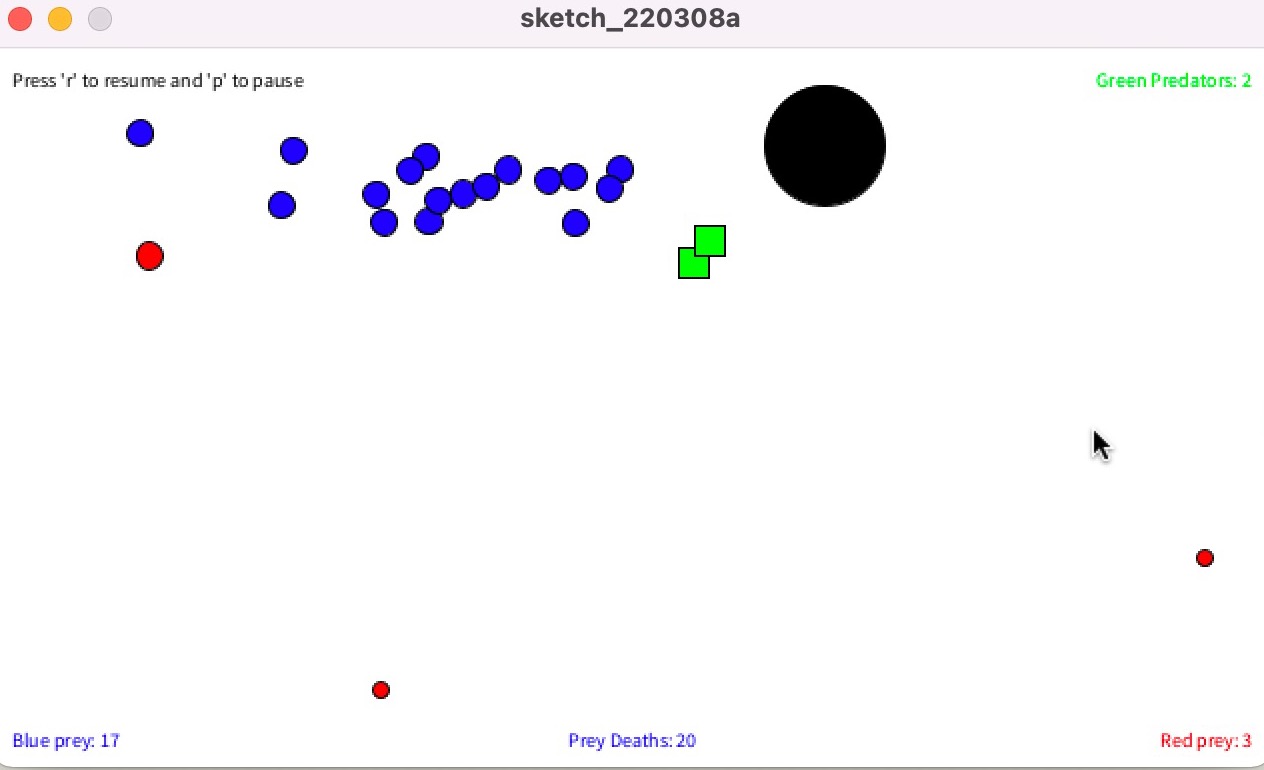 sketch_220308a
Press 'r' to resume and 'p' to pause
Green Predators: 2
Blue prey: 17
Prey Deaths: 20
Red prey: 3